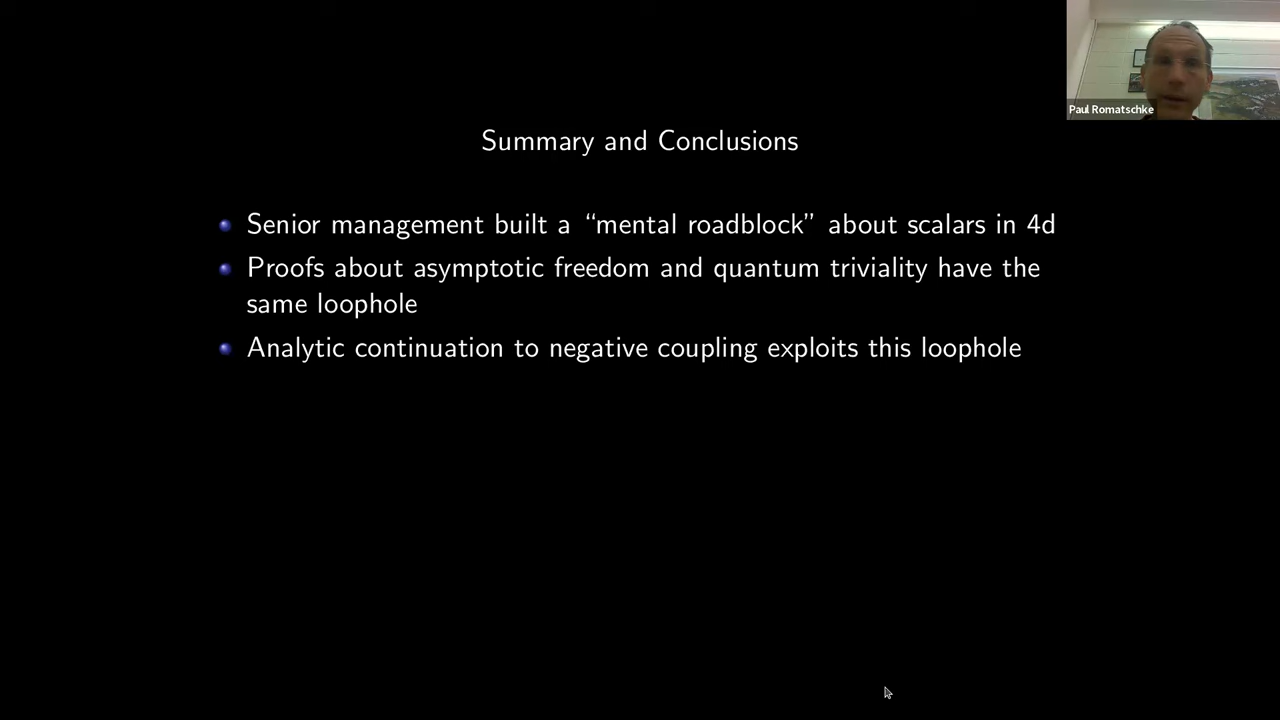 Paul Romatschke
Summary and Conclusions
Senior management built a “mental roadblock” about scalars in 4d
Proofs about asymptotic freedom and quantum triviality have the
same loophole
Analytic continuation to negative coupling exploits this loophole